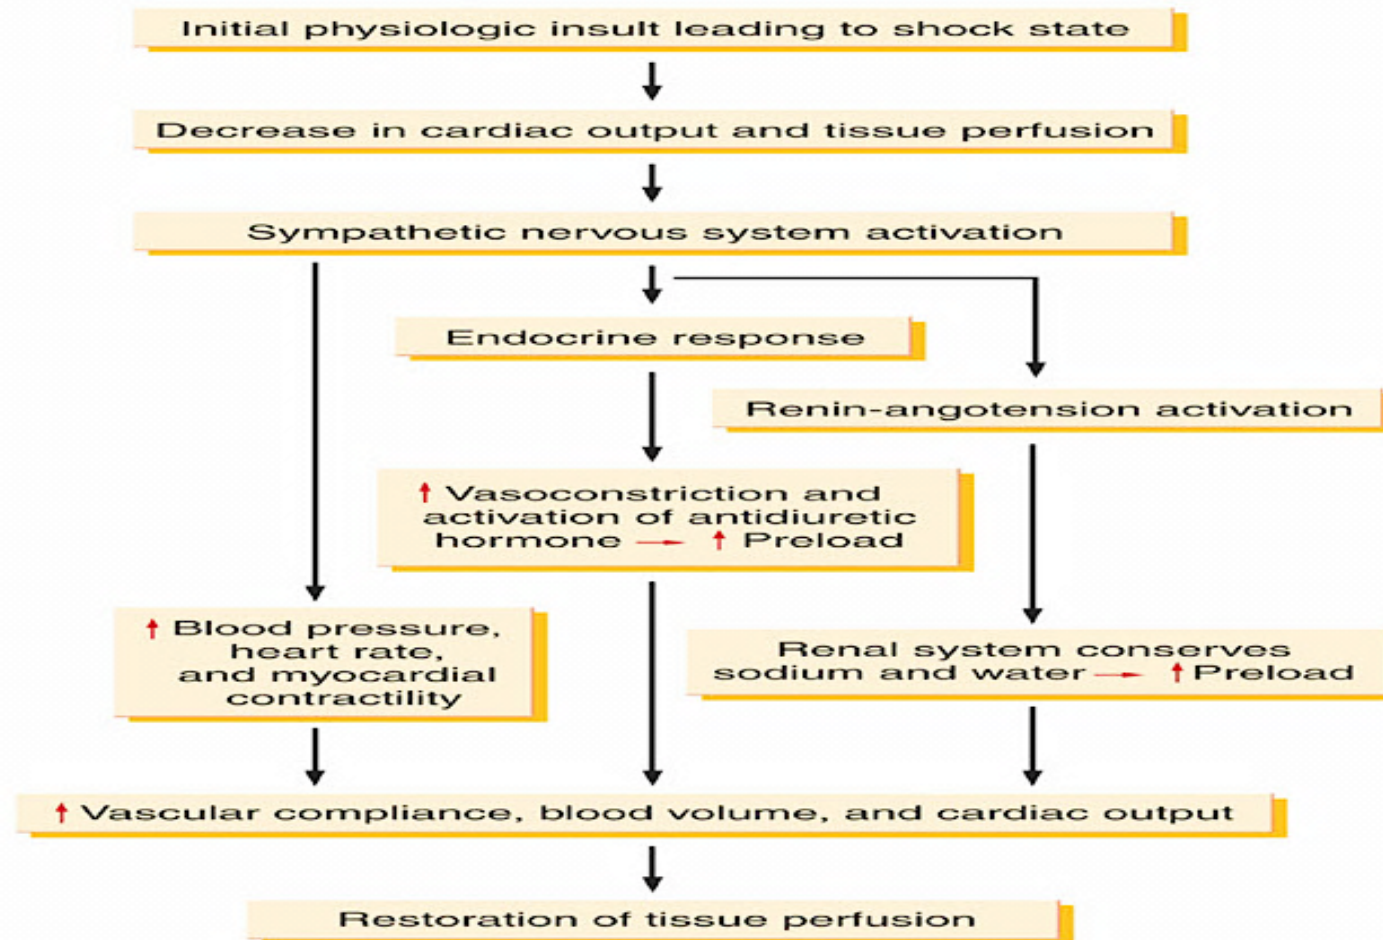 Initial physiologic insult leading to shock state
Decrease in cardiac output and tissue perfusion
Sympathetic nervous system activation
Endocrine response
Renin-angotension activation
↑ Vasoconstriction and
activation of antidiuretic
hormone → ↑ Preload
↑ Blood pressure,
heart rate,
and myocardial
contractility
Renal system conserves
sodium and water → ↑ Preload
↑ Vascular compliance, blood volume, and cardiac output
Restoration of tissue perfusion